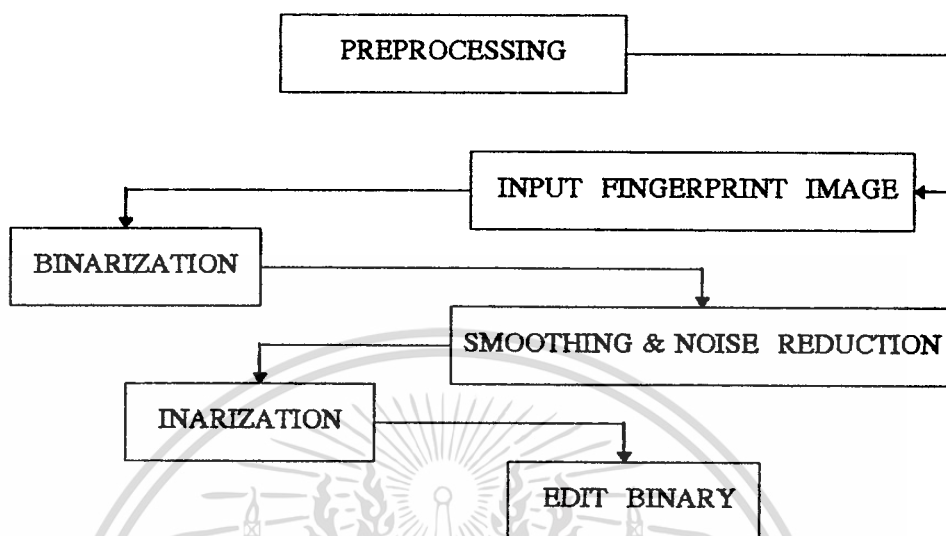 PREPROCESSING
INPUT FINGERPRINT IMAGE
BINARIZATION
SMOOTHING & NOISE REDUCTION
INARIZATION
EDIT BINARY